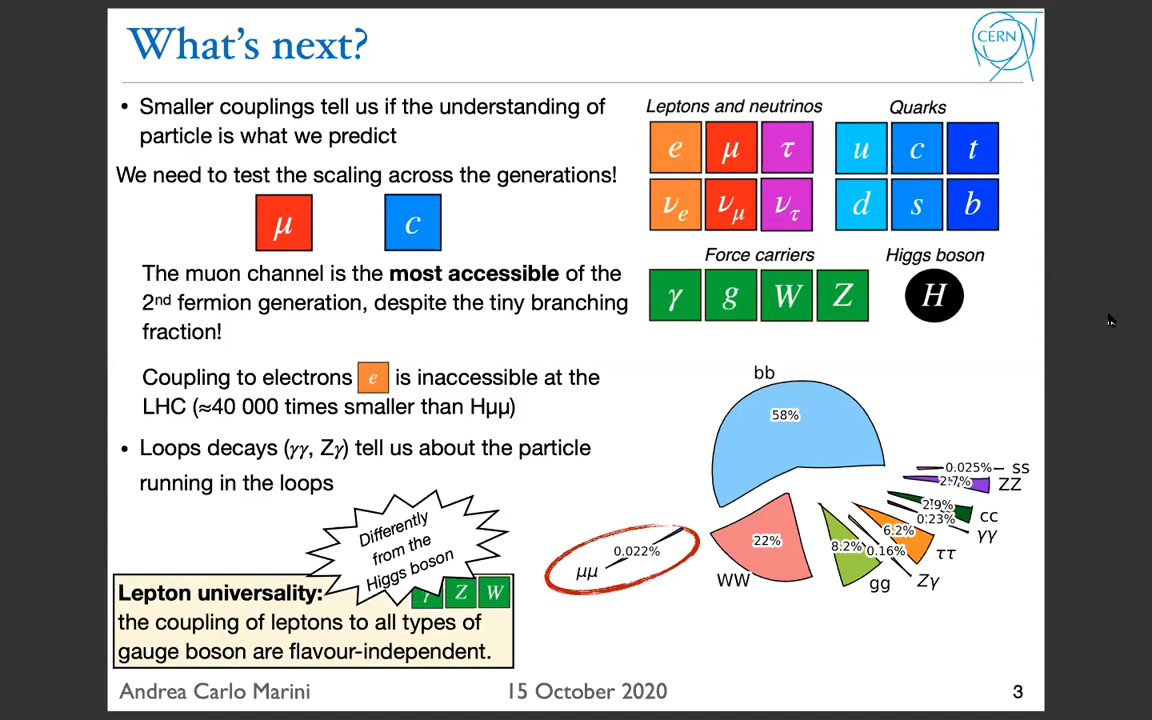 What's next?
CERN
• Smaller couplings tell us if the understanding of
particle is what we predict
We need to test the scaling across the generations!
μ c
The muon channel is the most accessible of the
2nd fermion generation, despite the tiny branching
fraction!
Coupling to electrons e is inaccessible at the
LHC (≈40 000 times smaller than Hμμ)
• Loops decays (γγ, Zγ) tell us about the particle
running in the loops
Differently
from the
Higgs boson
Lepton universality:
γ Z W
the coupling of leptons to all types of
gauge boson are flavour-independent.
Leptons and neutrinos
e μ τ
νe νμ ντ
Quarks
u c t
d s b
Force carriers
γ g W Z
Higgs boson
H
bb
58%
0.025% ss
2.7% ZZ
2.9% cc
0.23% γγ
6.2% ττ
0.16% Zγ
8.2% gg
22% WW
0.022% μμ
Andrea Carlo Marini
15 October 2020
3